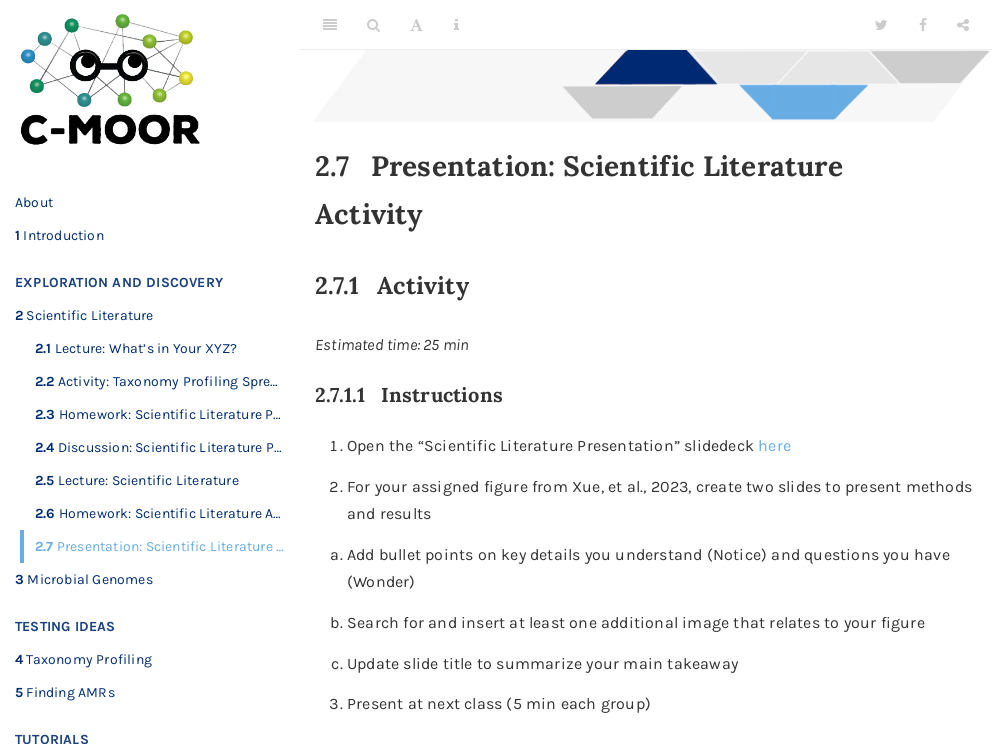 C-MOOR
About
1 Introduction
EXPLORATION AND DISCOVERY
2 Scientific Literature
2.1 Lecture: What's in Your XYZ?
2.2 Activity: Taxonomy Profiling Spre…
2.3 Homework: Scientific Literature P…
2.4 Discussion: Scientific Literature P…
2.5 Lecture: Scientific Literature
2.6 Homework: Scientific Literature A…
2.7 Presentation: Scientific Literature …
3 Microbial Genomes
TESTING IDEAS
4 Taxonomy Profiling
5 Finding AMRs
TUTORIALS
A
2.7 Presentation: Scientific Literature
Activity
2.7.1 Activity
Estimated time: 25 min
2.7.1.1 Instructions
1. Open the “Scientific Literature Presentation” slidedeck here
2. For your assigned figure from Xue, et al., 2023, create two slides to present methods
and results
a. Add bullet points on key details you understand (Notice) and questions you have
(Wonder)
b. Search for and insert at least one additional image that relates to your figure
c. Update slide title to summarize your main takeaway
3. Present at next class (5 min each group)